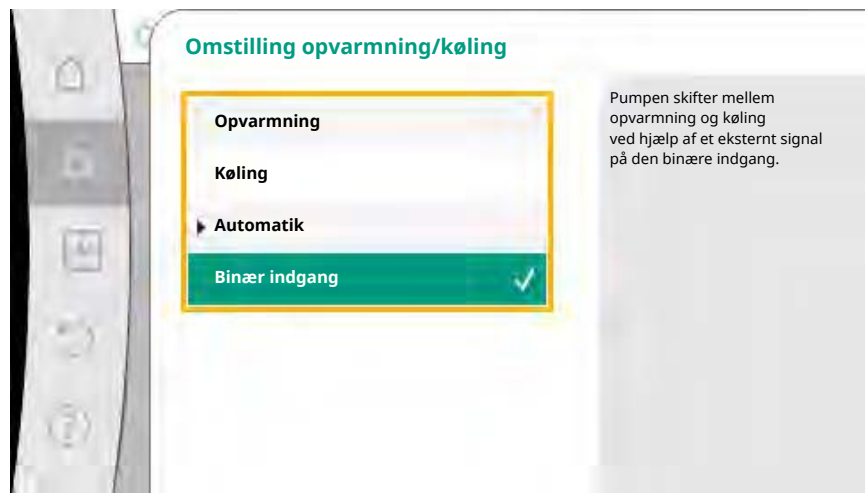 Omstilling opvarmning/køling
Opvarmning
Køling
Automatik
Binær indgang
Pumpen skifter mellem
opvarmning og køling
ved hjælp af et eksternt signal
på den binære indgang.